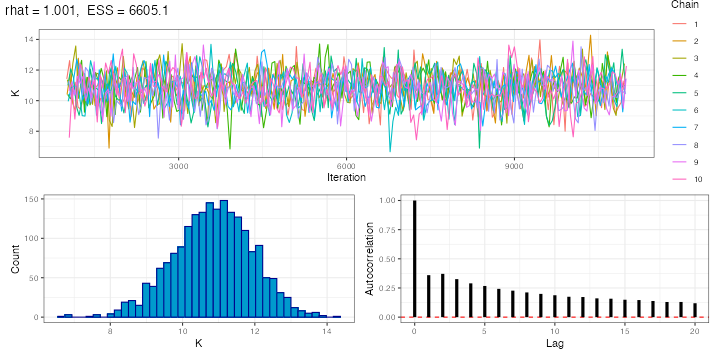 rhat = 1.001,  ESS = 6605.1
Chain
1
2
3
4
5
6
7
8
9
10
K
14
12
10
8
3000 6000 9000
Iteration
Count
150
100
50
0
8 10 12 14
K
Autocorrelation
1.00
0.75
0.50
0.25
0.00
0 5 10 15 20
Lag